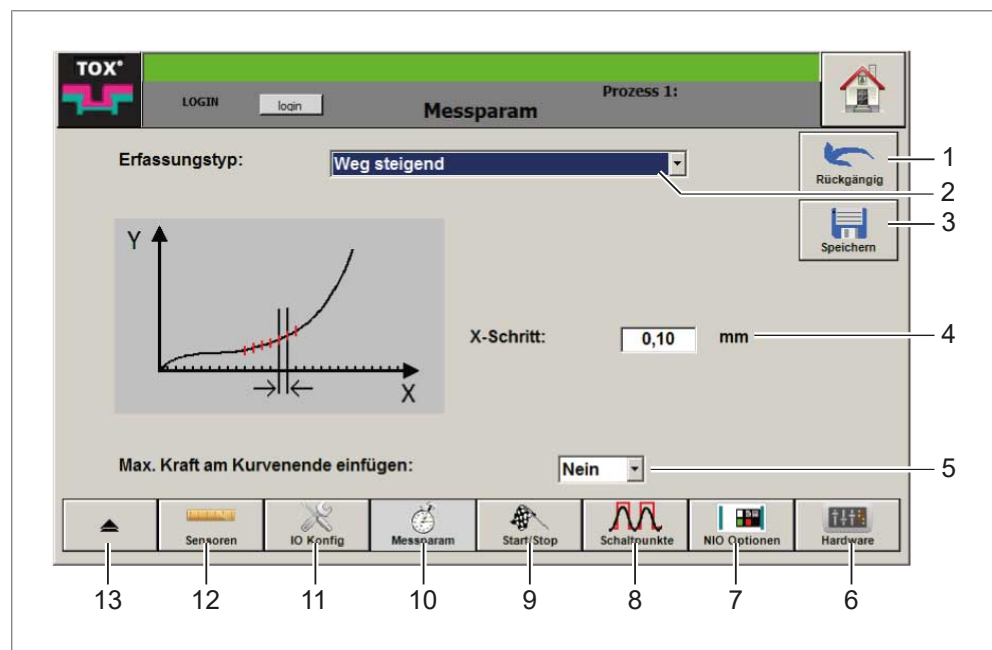 TOX®
LOGIN login Messparam Prozess 1:
Erfassungstyp: Weg steigend
Rückgängig 1
2
Speichern 3
Y
X
X-Schritt: 0,10 mm 4
Max. Kraft am Kurvenende einfügen: Nein 5
Sensoren IO Konfig Messparam Start/Stop Schaltpunkte NIO Optionen Hardware
13 12 11 10 9 8 7 6